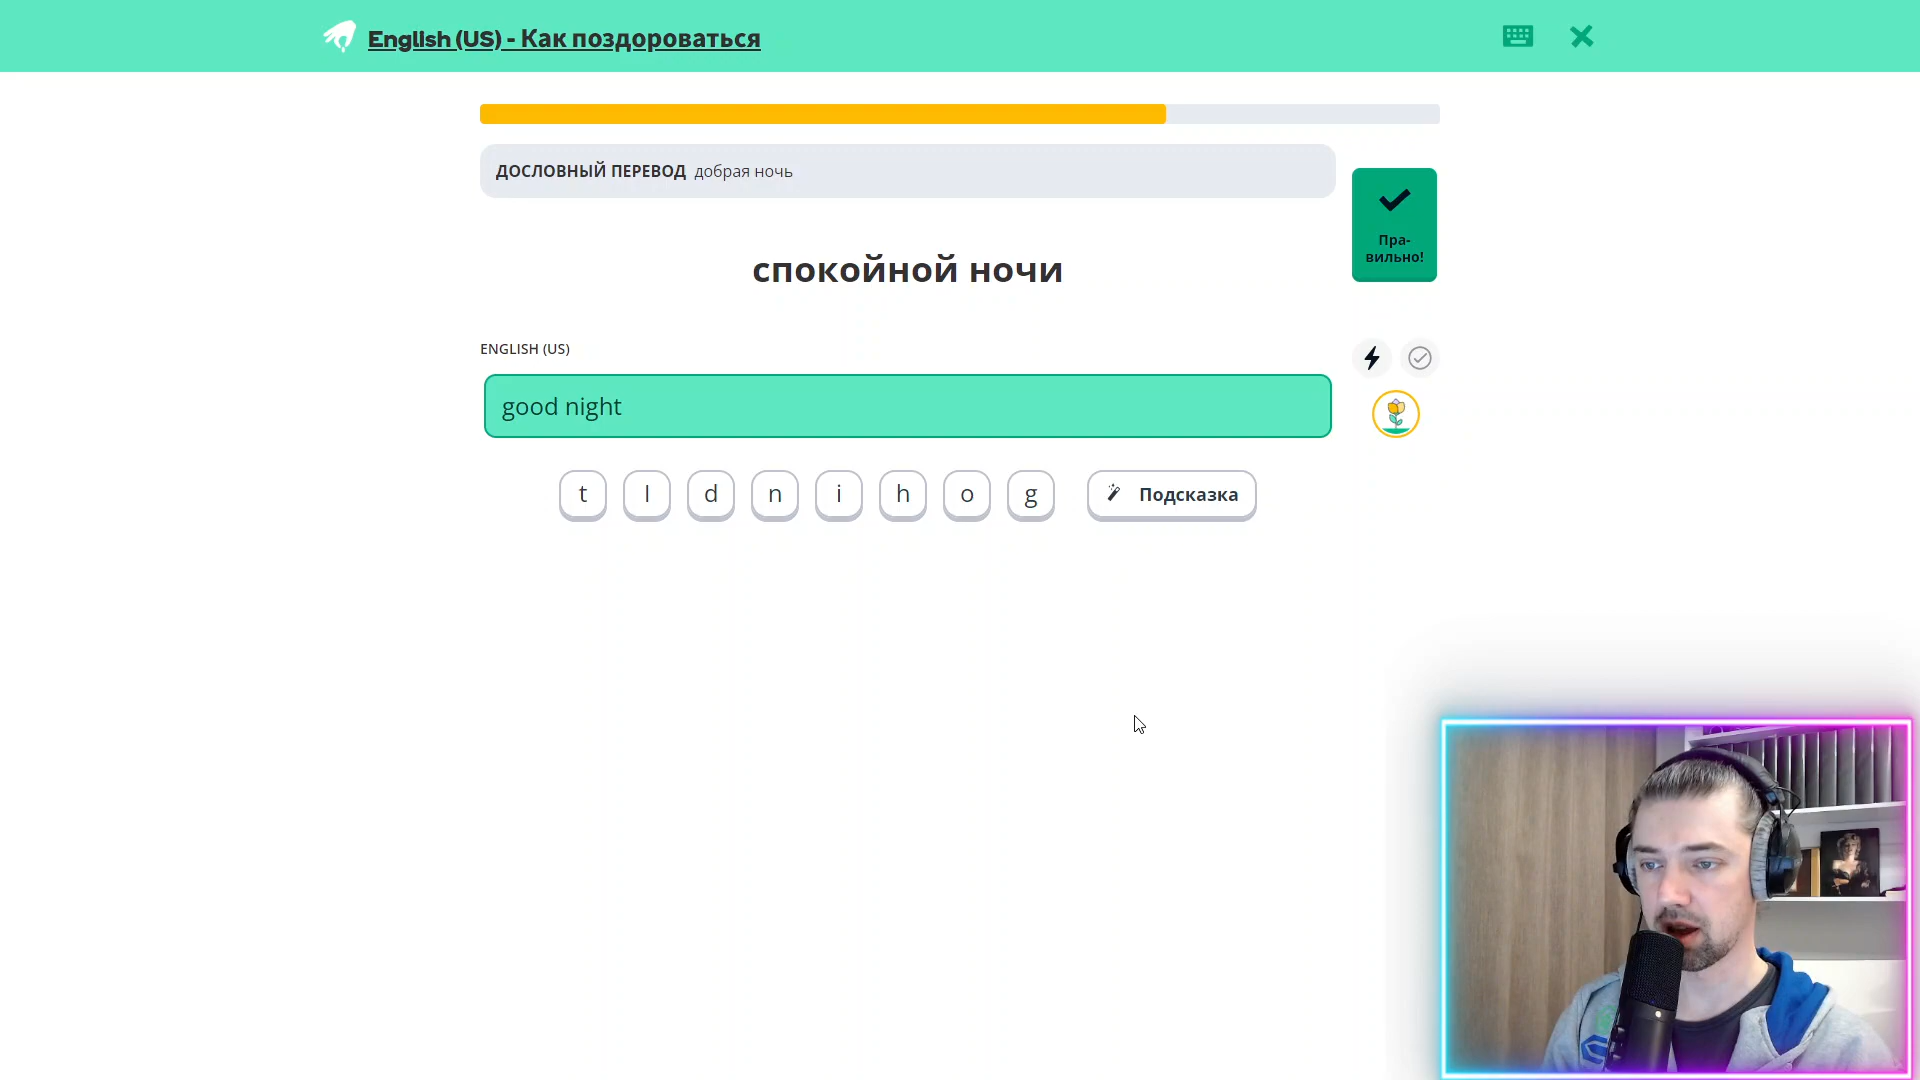 English (US) - Как поздороваться
ДОСЛОВНЫЙ ПЕРЕВОД добрая ночь
Пра-
вильно!
спокойной ночи
ENGLISH (US)
good night
t l d n i h o g Подсказка